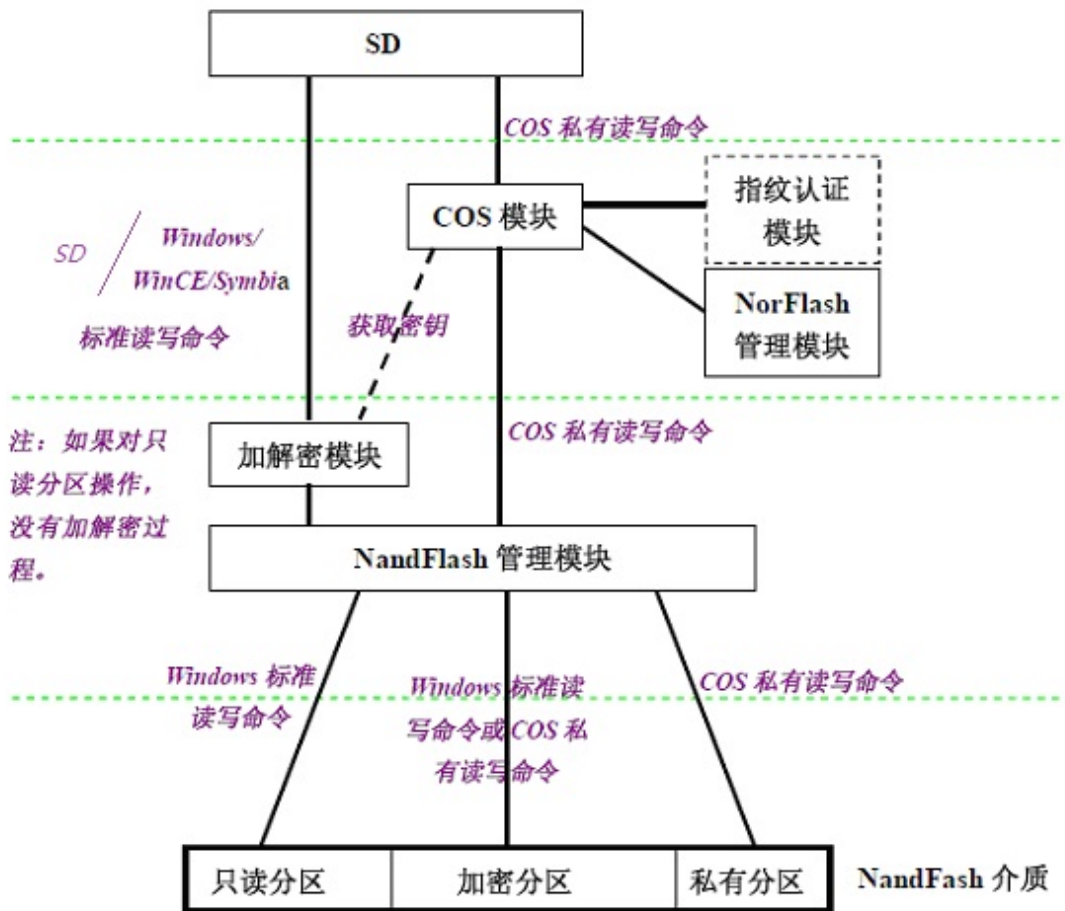 SD
COS 私有读写命令
COS 模块
指纹认证
模块
SD
Windows/
WinCE/Symbia
标准读写命令
获取密钥
NorFlash
管理模块
注：如果对只
读分区操作，
没有加解密过
程。
加解密模块
COS 私有读写命令
NandFlash 管理模块
Windows 标准
读写命令
Windows 标准读
写命令或 COS 私
有读写命令
COS 私有读写命令
只读分区
加密分区
私有分区
NandFash 介质